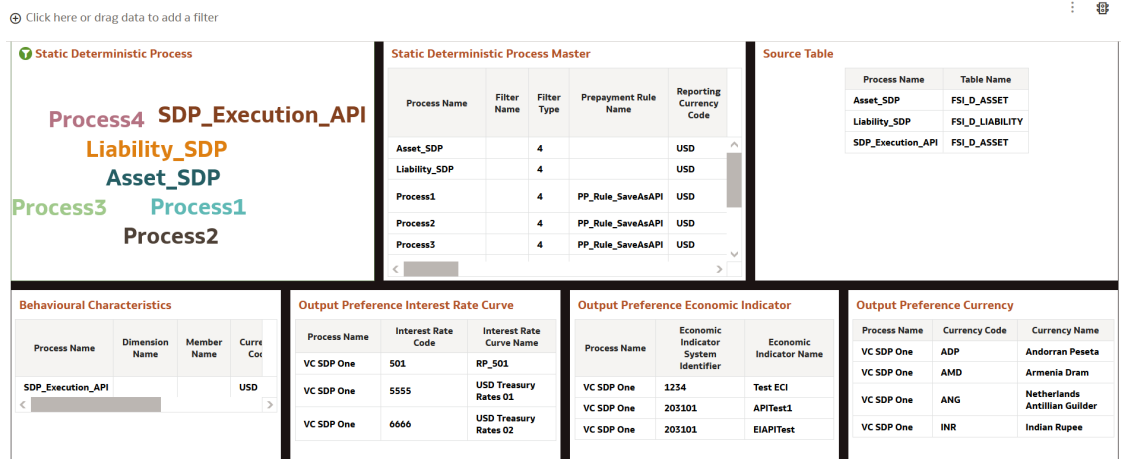 Click here or drag data to add a filter
Static Deterministic Process
Process4 SDP_Execution_API
Liability_SDP
Asset_SDP
Process3 Process1
Process2
Static Deterministic Process Master
Process Name Filter Name Filter Type Prepayment Rule Name Reporting Currency Code
Asset_SDP 4 USD
Liability_SDP 4 USD
Process1 4 PP_Rule_SaveAsAPI USD
Process2 4 PP_Rule_SaveAsAPI USD
Process3 4 PP_Rule_SaveAsAPI USD
Source Table
Process Name Table Name
Asset_SDP FSI_D_ASSET
Liability_SDP FSI_D_LIABILITY
SDP_Execution_API FSI_D_ASSET
Behavioural Characteristics
Process Name Dimension Name Member Name
SDP_Execution_API USD
Output Preference Interest Rate Curve
Process Name Interest Rate Code Interest Rate Curve Name
VC SDP One 501 RP_501
VC SDP One 5555 USD Treasury Rates 01
VC SDP One 6666 USD Treasury Rates 02
Output Preference Economic Indicator
Process Name Economic Indicator System Identifier Economic Indicator Name
VC SDP One 1234 Test ECI
VC SDP One 203101 APITest1
VC SDP One 203101 EIAPITest
Output Preference Currency
Process Name Currency Code Currency Name
VC SDP One ADP Andorran Peseta
VC SDP One AMD Armenia Dram
VC SDP One ANG Netherlands Antillian Guilder
VC SDP One INR Indian Rupee